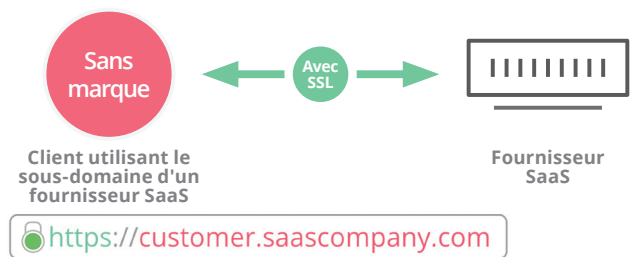 Sans
marque
Avec
SSL
Client utilisant le
sous-domaine d'un
fournisseur SaaS
Fournisseur
SaaS
https://customer.saascompany.com